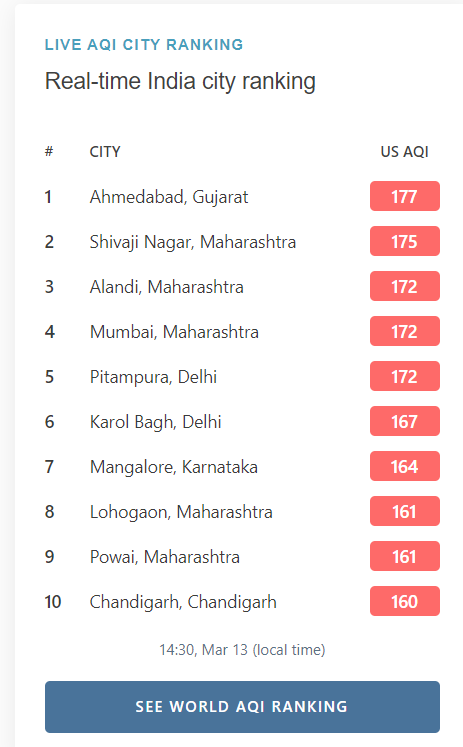 LIVE AQI CITY RANKING
Real-time India city ranking
# CITY US AQI
1 Ahmedabad, Gujarat 177
2 Shivaji Nagar, Maharashtra 175
3 Alandi, Maharashtra 172
4 Mumbai, Maharashtra 172
5 Pitampura, Delhi 172
6 Karol Bagh, Delhi 167
7 Mangalore, Karnataka 164
8 Lohogaon, Maharashtra 161
9 Powai, Maharashtra 161
10 Chandigarh, Chandigarh 160
14:30, Mar 13 (local time)
SEE WORLD AQI RANKING